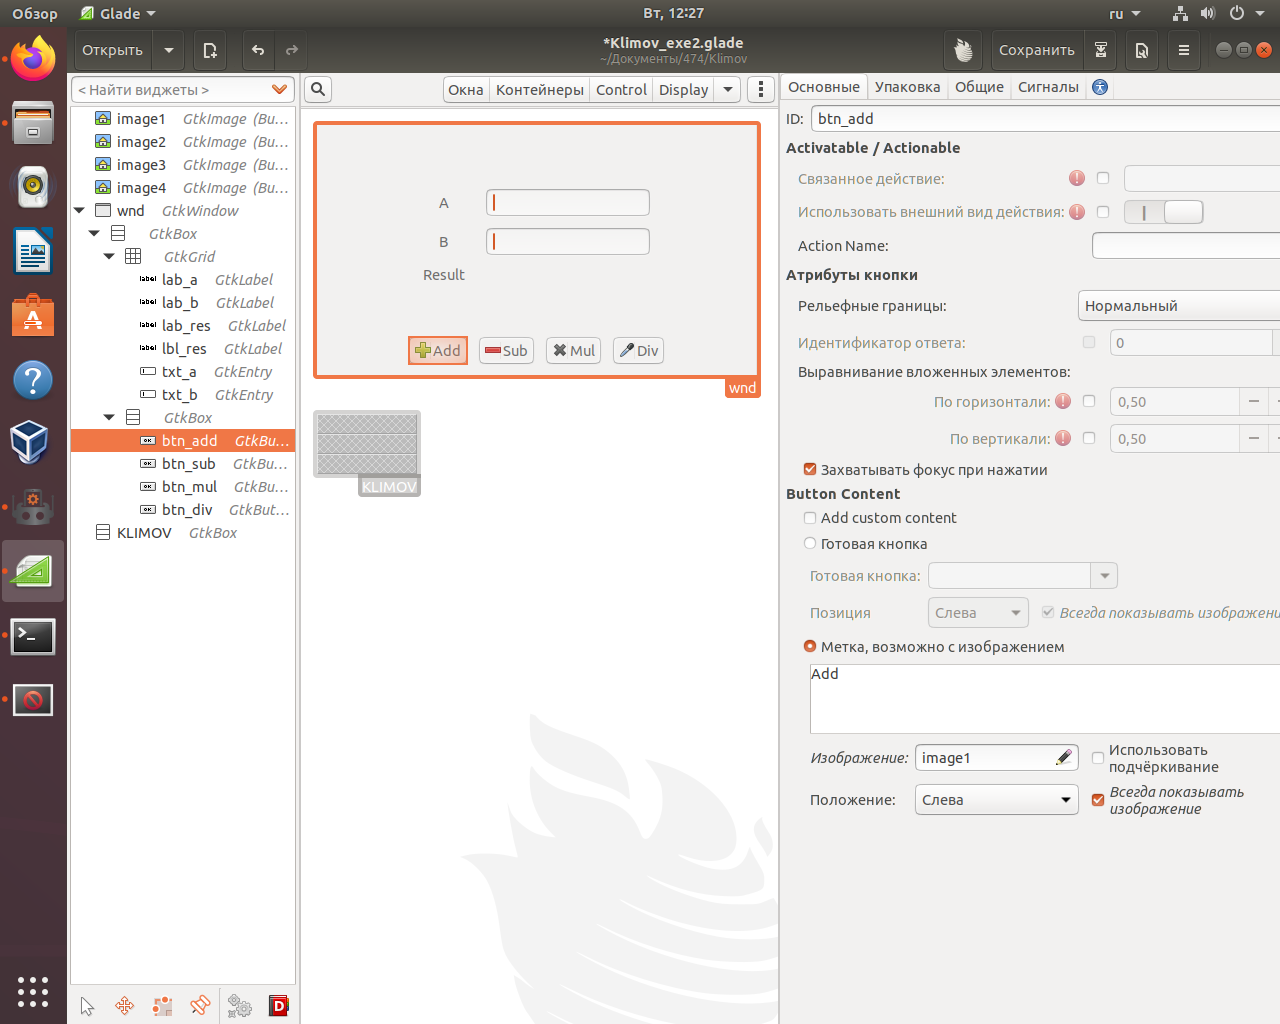 Обзор
Glade
Вт, 12:27
ru
Открыть
*Klimov_exe2.glade
~/Документы/474/Klimov
Сохранить
< Найти виджеты >
Окна
Контейнеры
Control
Display
Основные
Упаковка
Общие
Сигналы
image1 GtkImage (Bu…
image2 GtkImage (Bu…
image3 GtkImage (Bu…
image4 GtkImage (Bu…
wnd GtkWindow
GtkBox
GtkGrid
lab_a GtkLabel
lab_b GtkLabel
lab_res GtkLabel
lbl_res GtkLabel
txt_a GtkEntry
txt_b GtkEntry
GtkBox
btn_add GtkBu…
btn_sub GtkBu…
btn_mul GtkBu…
btn_div GtkBut…
KLIMOV GtkBox
A
B
Result
Add
Sub
Mul
Div
wnd
KLIMOV
ID: btn_add
Activatable / Actionable
Связанное действие:
Использовать внешний вид действия:
Action Name:
Атрибуты кнопки
Рельефные границы: Нормальный
Идентификатор ответа: 0
Выравнивание вложенных элементов:
По горизонтали: 0,50
По вертикали: 0,50
Захватывать фокус при нажатии
Button Content
Add custom content
Готовая кнопка
Готовая кнопка:
Позиция Слева Всегда показывать изображени
Метка, возможно с изображением
Add
Изображение: image1 Использовать
подчёркивание
Положение: Слева Всегда показывать
изображение